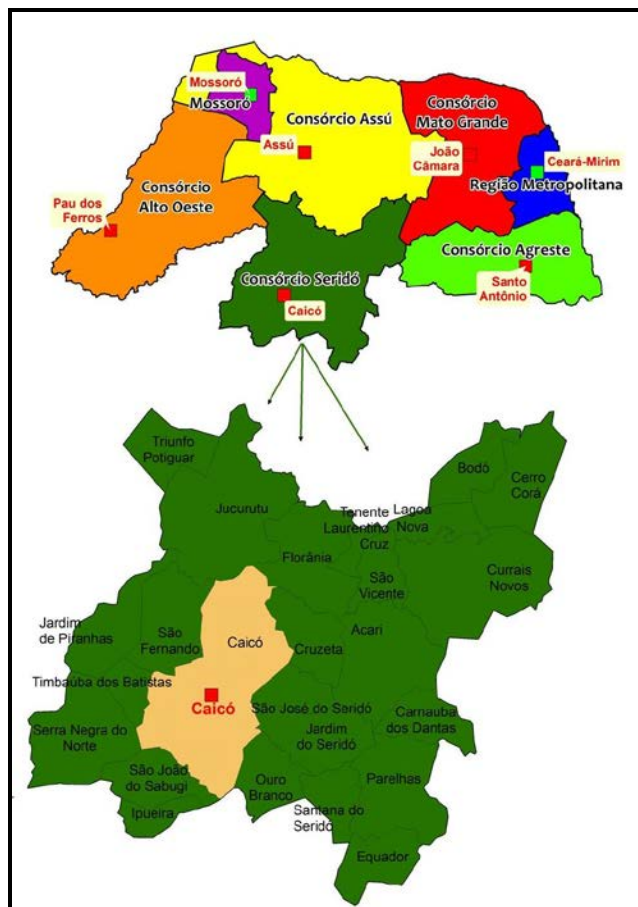 Mossoró
Mossoró
Consórcio Assú
Assú
Consórcio
Mato Grande
João
Câmara
Ceará-Mirim
Região Metropolitana
Consórcio
Alto Oeste
Pau dos
Ferros
Consórcio Agreste
Santo
Antônio
Consórcio Seridó
Caicó
Triunfo
Potiguar
Jucurutu
Bodó
Cerro
Corá
Tenente
Laurentino
Cruz
Lagoa
Nova
Florânia
São
Vicente
Currais
Novos
Jardim
de Piranhas
São
Fernando
Caicó
Cruzeta
Acari
Timbaúba dos Batistas
Caicó
São José do Seridó
Carnauba
dos Dantas
Serra Negra do
Norte
Jardim
do Seridó
São João
do Sabugi
Ouro
Branco
Parelhas
Ipueira
Santana do
Seridó
Equador